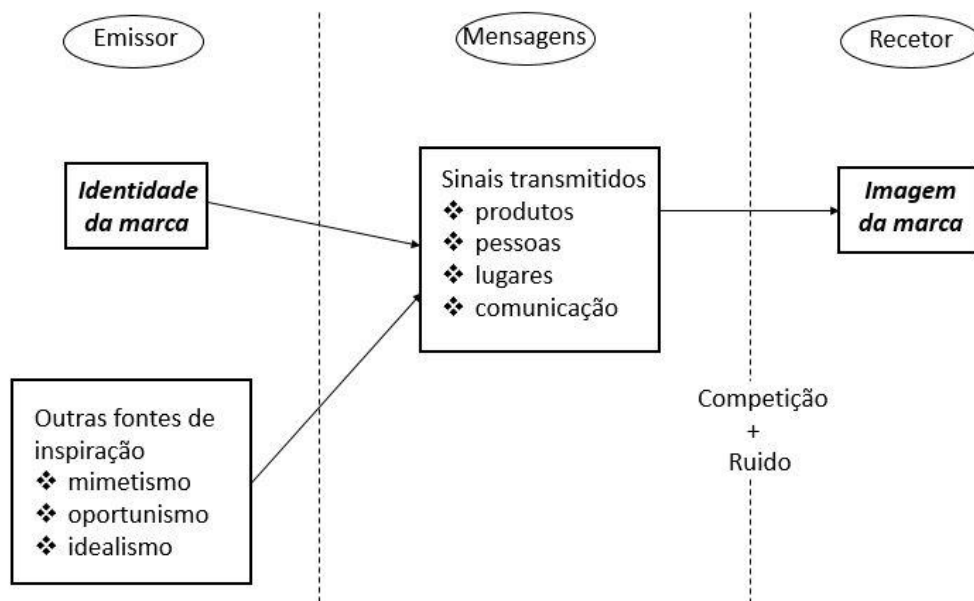 Emissor
Mensagens
Recetor
Identidade
da marca
Sinais transmitidos
❖ produtos
❖ pessoas
❖ lugares
❖ comunicação
Imagem
da marca
Outras fontes de
inspiração
❖ mimetismo
❖ oportunismo
❖ idealismo
Competição
+
Ruido